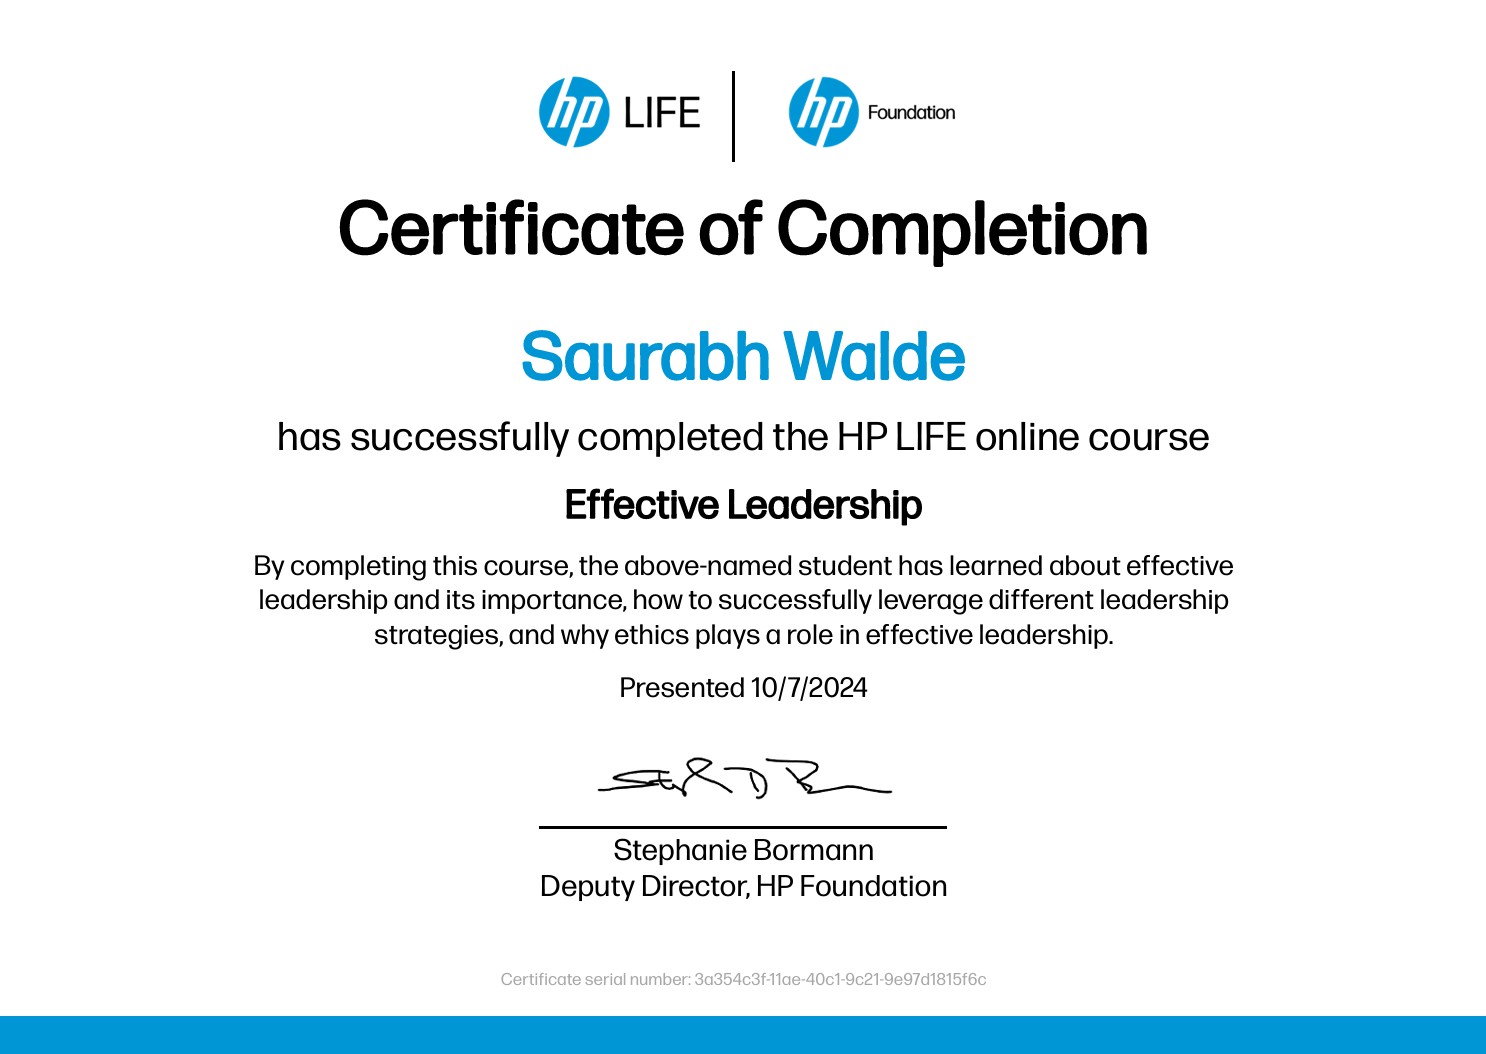 hp LIFE
hp Foundation
Certificate of Completion
Saurabh Walde
has successfully completed the HP LIFE online course
Effective Leadership
By completing this course, the above-named student has learned about effective
leadership and its importance, how to successfully leverage different leadership
strategies, and why ethics plays a role in effective leadership.
Presented 10/7/2024
Stephanie Bormann
Deputy Director, HP Foundation
Certificate serial number: 3a354c3f-11ae-40c1-9c21-9e97d1815f6c